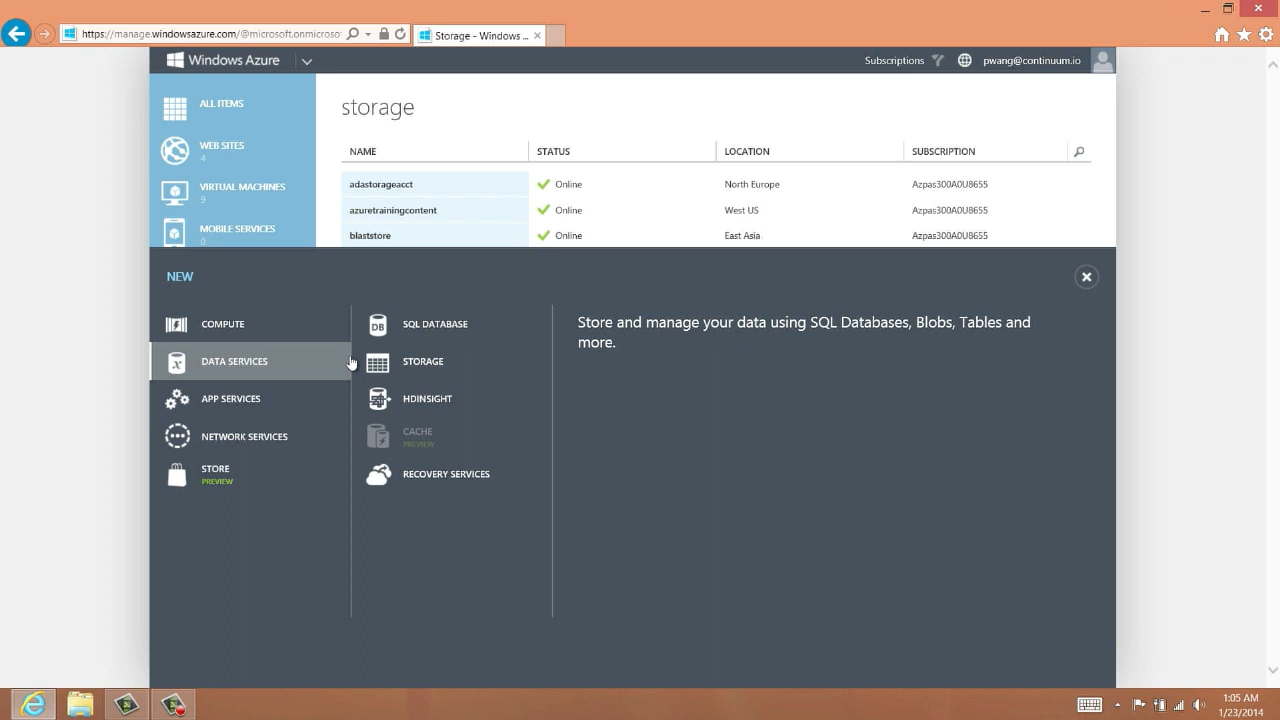 https://manage.windowsazure.com/@microsoft.onmicroso
Storage - Windows ...
Windows Azure
Subscriptions
pwang@continuum.io
ALL ITEMS
WEB SITES
4
VIRTUAL MACHINES
9
MOBILE SERVICES
0
storage
NAME STATUS LOCATION SUBSCRIPTION
adastorageacct Online North Europe Azpas300A0U8655
azuretrainingcontent Online West US Azpas300A0U8655
blaststore Online East Asia Azpas300A0U8655
NEW
COMPUTE
DATA SERVICES
APP SERVICES
NETWORK SERVICES
STORE
PREVIEW
DB
SQL DATABASE
STORAGE
HDINSIGHT
CACHE
PREVIEW
RECOVERY SERVICES
Store and manage your data using SQL Databases, Blobs, Tables and
more.
1:05 AM
1/23/2014